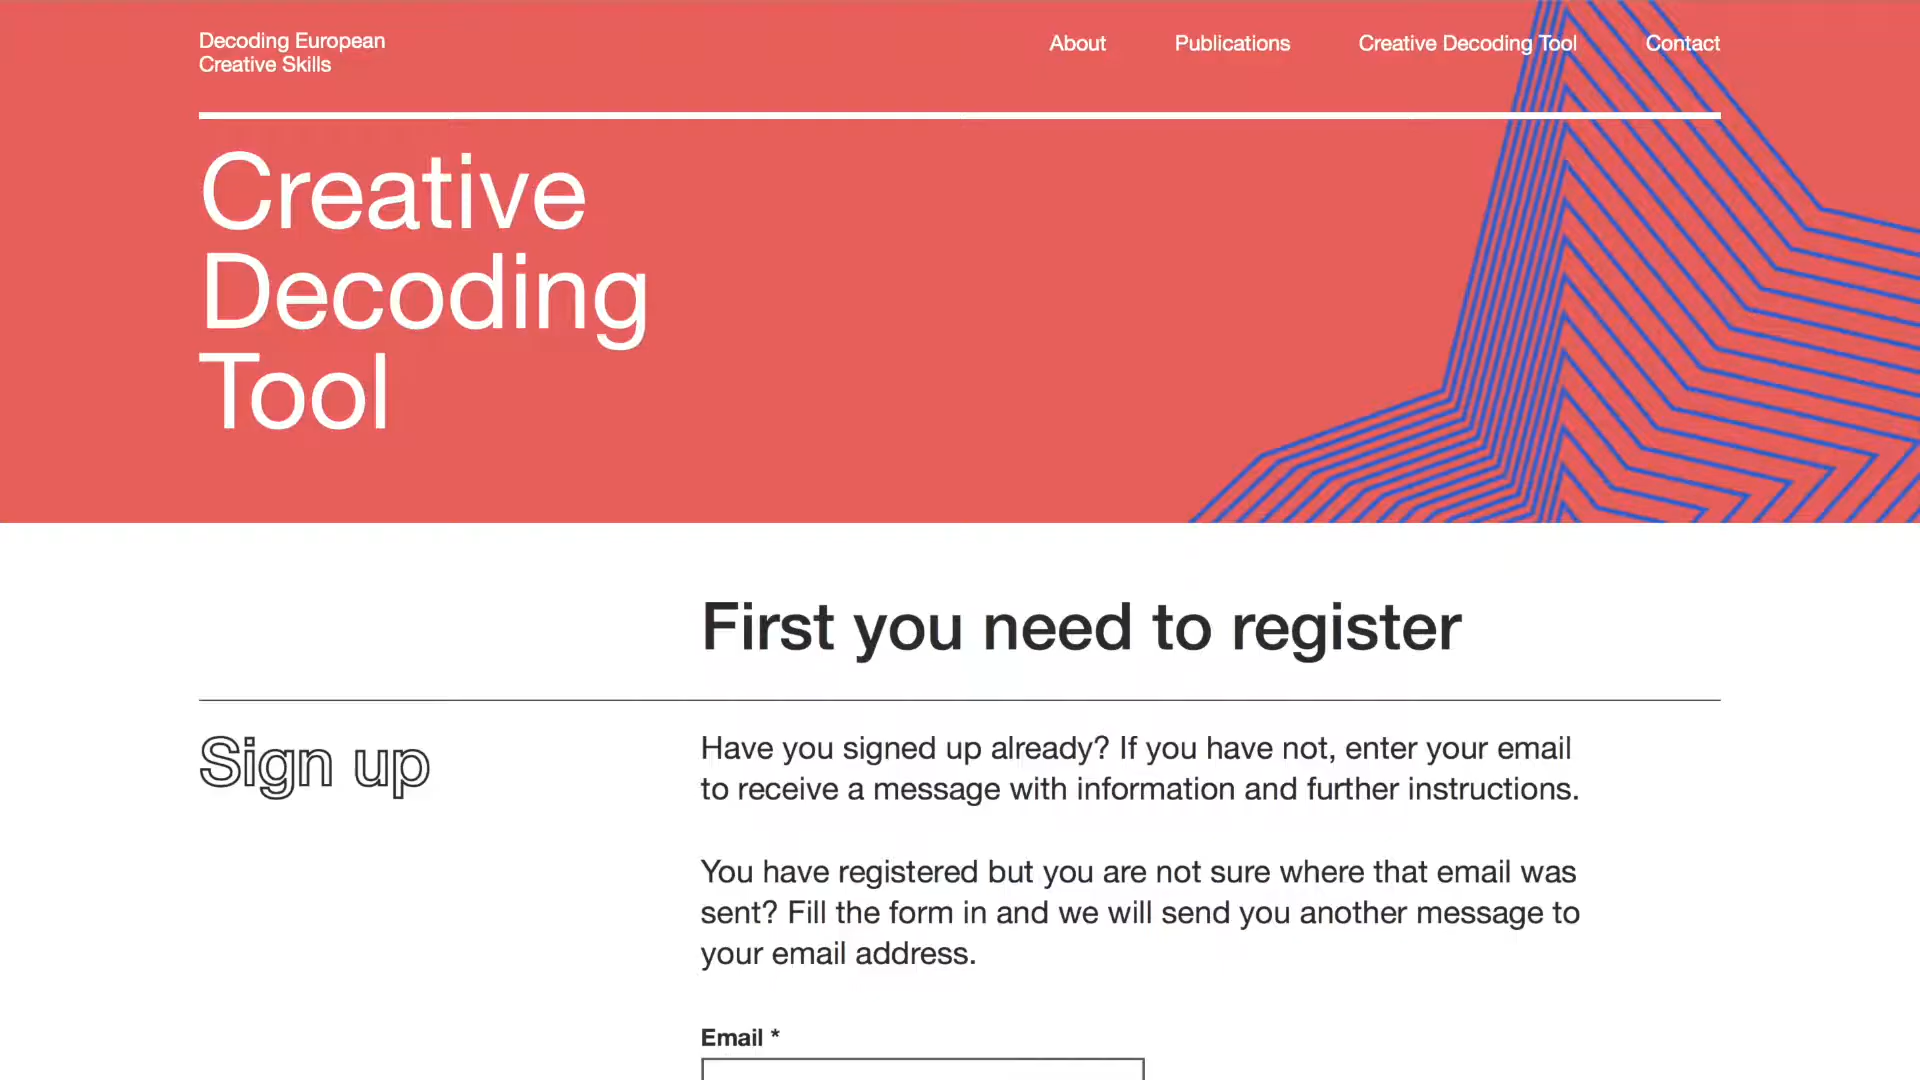 Decoding European
Creative Skills
About
Publications
Creative Decoding Tool
Contact
Creative
Decoding
Tool
First you need to register
Sign up
Have you signed up already? If you have not, enter your email
to receive a message with information and further instructions.
You have registered but you are not sure where that email was
sent? Fill the form in and we will send you another message to
your email address.
Email *